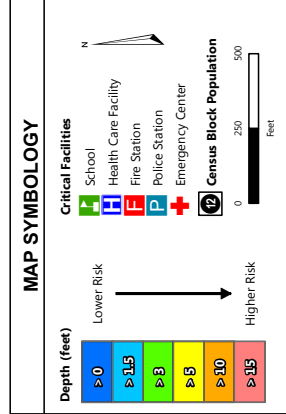 MAP SYMBOLOGY
Depth (feet)
> 0
> 1.5
> 3
> 5
> 10
> 15
Lower Risk
Higher Risk
Critical Facilities
School
H Health Care Facility
F Fire Station
P Police Station
Emergency Center
12 Census Block Population
0 250 500
Feet
N